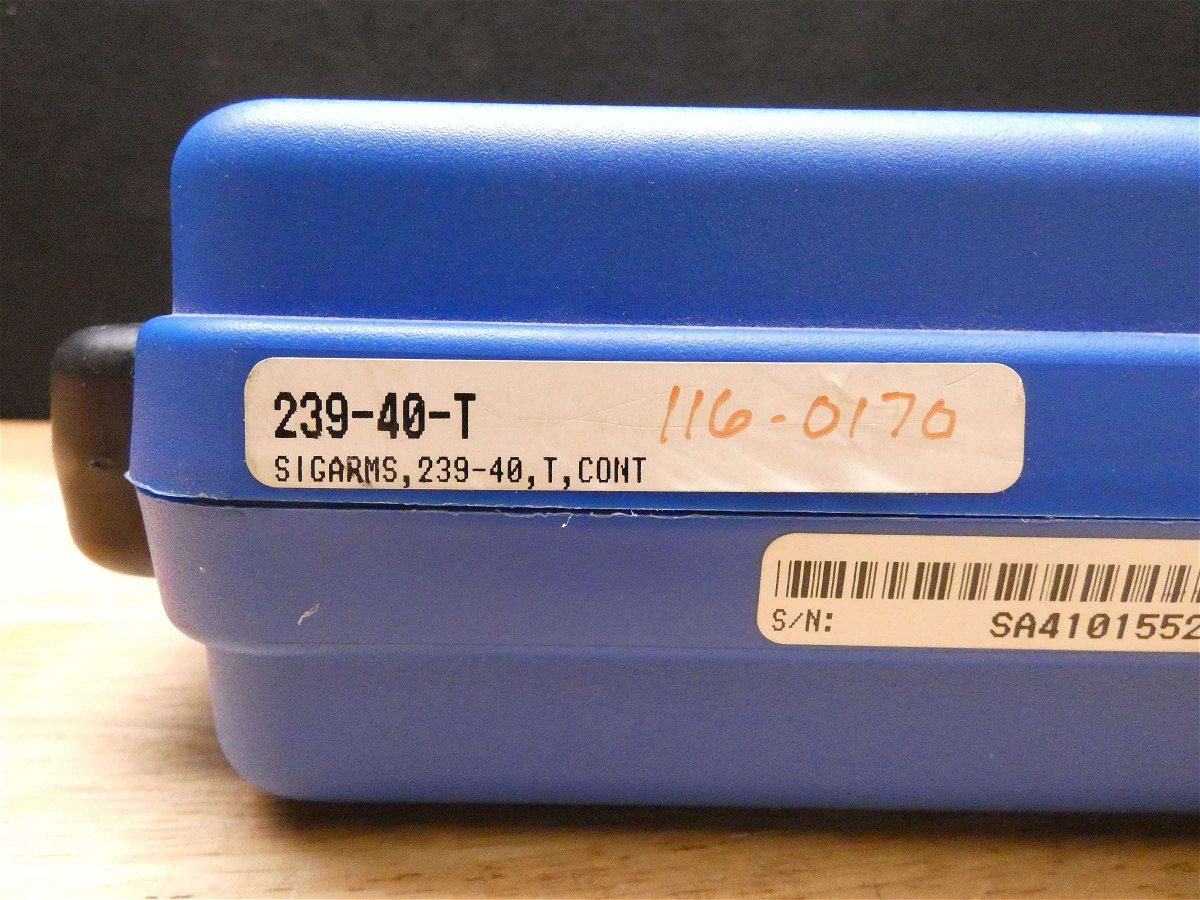 239-40-T 116-0170
SIGARMS,239-40,T,CONT
S/N: SA4101552